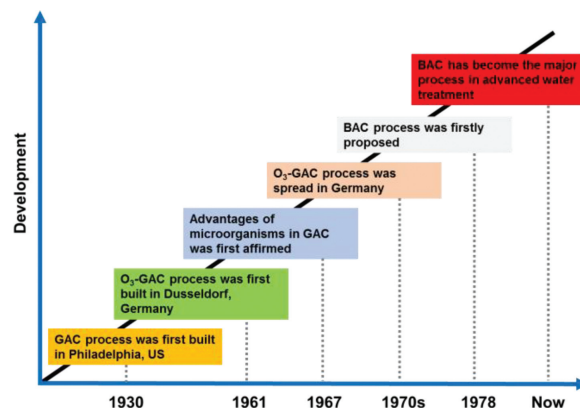 Development
BAC has become the major
process in advanced water
treatment
BAC process was firstly
proposed
O₃-GAC process was
spread in Germany
Advantages of
microorganisms in GAC
was first affirmed
O₃-GAC process was first
built in Dusseldorf,
Germany
GAC process was first built
in Philadelphia, US
1930 1961 1967 1970s 1978 Now